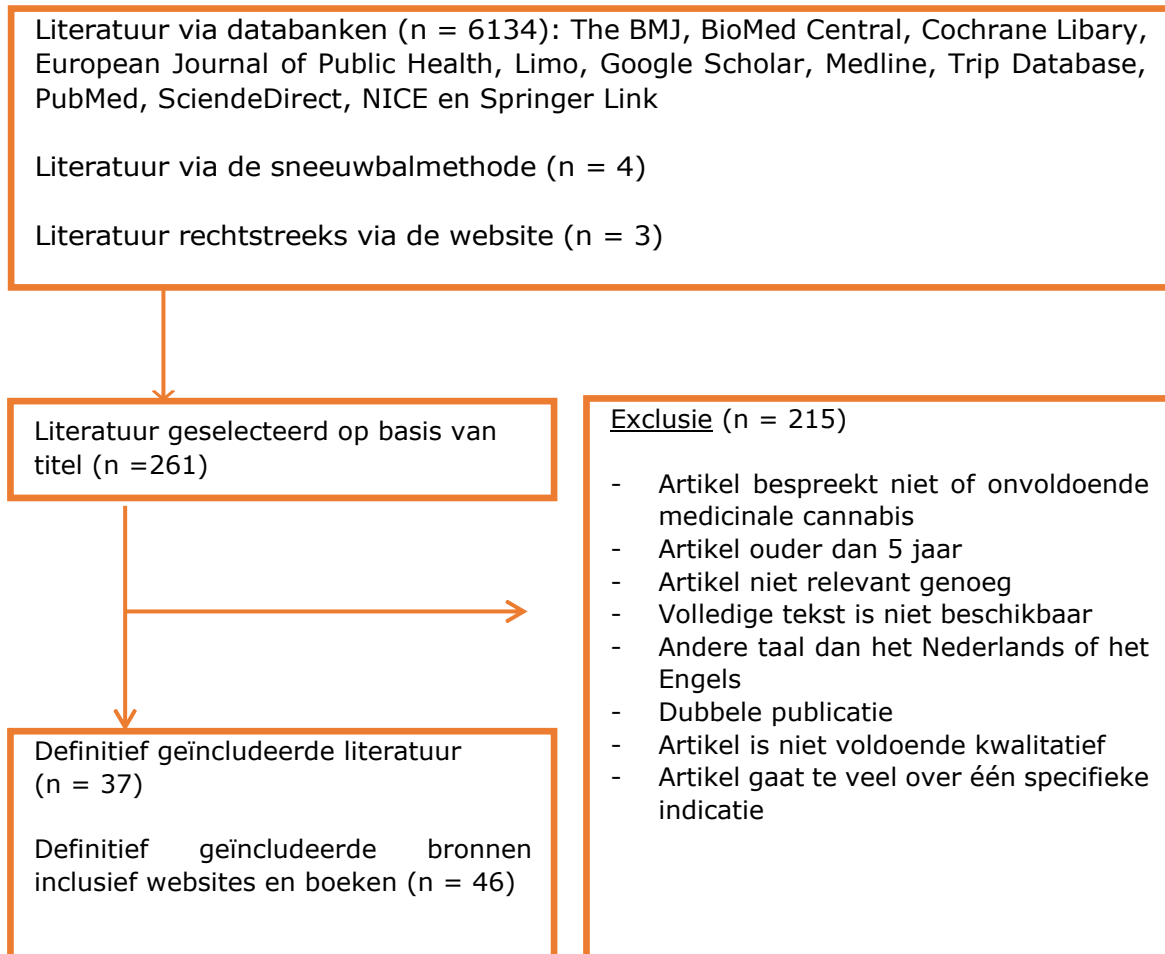 Literatuur via databanken (n = 6134): The BMJ, BioMed Central, Cochrane Libary,
European Journal of Public Health, Limo, Google Scholar, Medline, Trip Database,
PubMed, SciendeDirect, NICE en Springer Link
Literatuur via de sneeuwbalmethode (n = 4)
Literatuur rechtstreeks via de website (n = 3)
Literatuur geselecteerd op basis van
titel (n =261)
Exclusie (n = 215)
- Artikel bespreekt niet of onvoldoende
medicinale cannabis
- Artikel ouder dan 5 jaar
- Artikel niet relevant genoeg
- Volledige tekst is niet beschikbaar
- Andere taal dan het Nederlands of het
Engels
- Dubbele publicatie
- Artikel is niet voldoende kwalitatief
- Artikel gaat te veel over één specifieke
indicatie
Definitief geïncludeerde literatuur
(n = 37)
Definitief geïncludeerde bronnen
inclusief websites en boeken (n = 46)